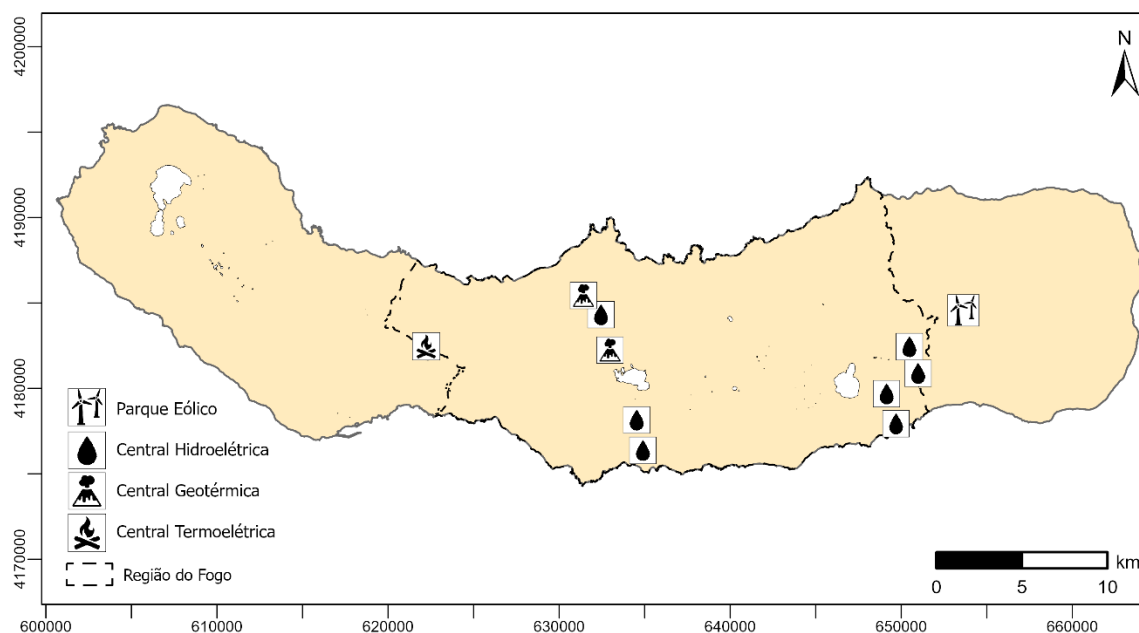 4200000
4190000
4180000
4170000
N
Parque Eólico
Central Hidroelétrica
Central Geotérmica
Central Termoelétrica
Região do Fogo
km
0 5 10
600000 610000 620000 630000 640000 650000 660000